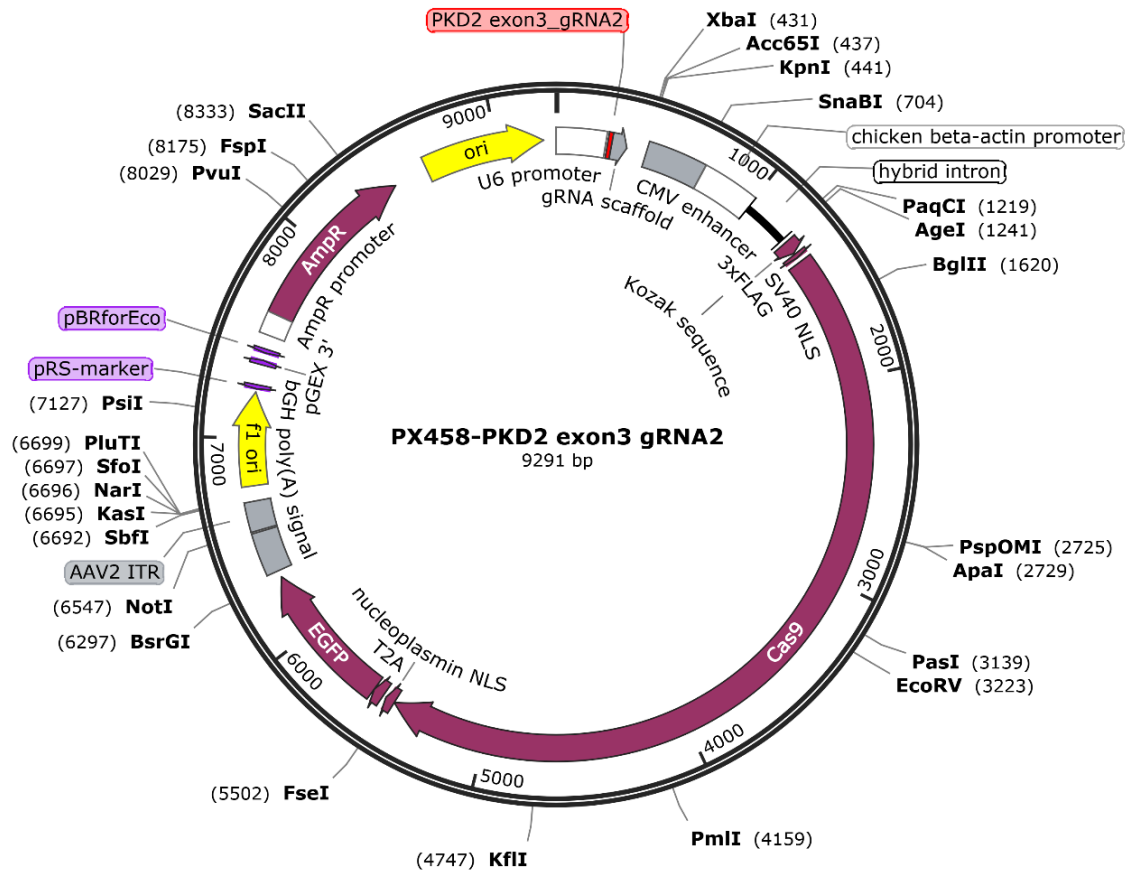 PKD2 exon3_gRNA2
XbaI (431)
Acc65I (437)
KpnI (441)
SnaBI (704)
chicken beta-actin promoter
hybrid intron
PaqCI (1219)
AgeI (1241)
BglII (1620)
PspOMI (2725)
ApaI (2729)
PasI (3139)
EcoRV (3223)
PmlI (4159)
(4747) KflI
(5502) FseI
(6297) BsrGI
(6547) NotI
AAV2 ITR
(6692) SbfI
(6695) KasI
(6696) NarI
(6697) SfoI
(6699) PluTI
(7127) PsiI
pRS-marker
pBRforEco
(8029) PvuI
(8175) FspI
(8333) SacII
1000
2000
3000
4000
5000
6000
7000
8000
9000
ori
U6 promoter
gRNA scaffold
CMV enhancer
3xFLAG
SV40 NLS
Kozak sequence
Cas9
nucleoplasmin NLS
T2A
EGFP
bGH poly(A) signal
f1 ori
pGEX 3'
AmpR promoter
AmpR
PX458-PKD2 exon3 gRNA2
9291 bp